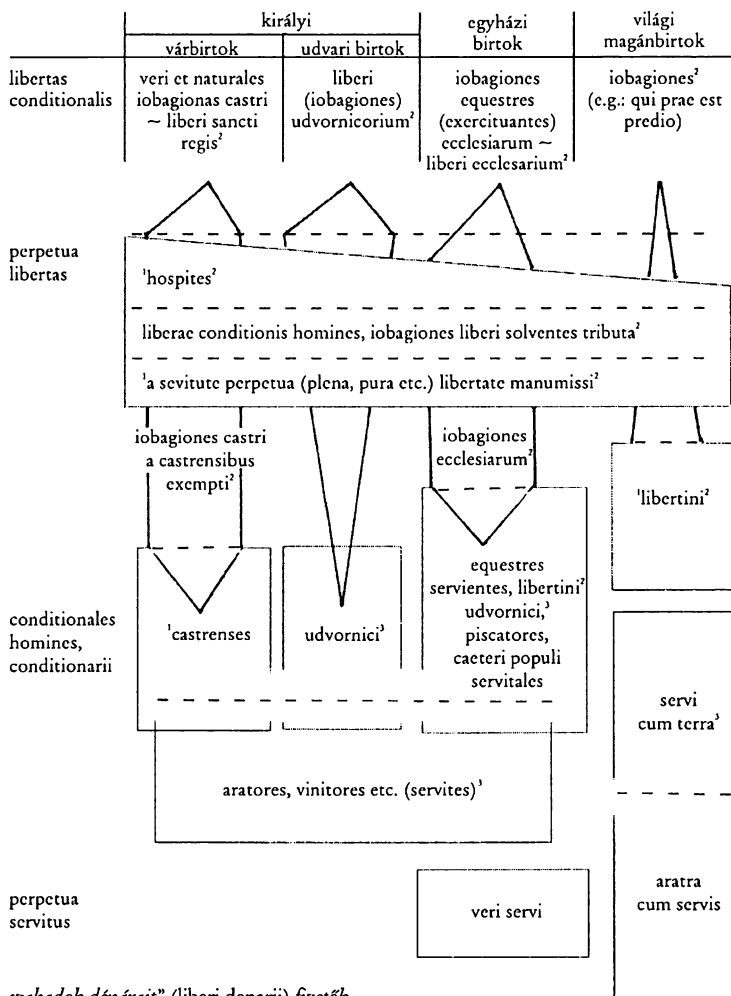 királyi
egyházi birtok
világi magánbirtok
várbirtok
udvari birtok
libertas
conditionalis
veri et naturales
iobagionas castri
~ liberi sancti
regis²
liberi
(iobagiones)
udvornicorium²
iobagiones
equestres
(exercituantes)
ecclesiarum ~
liberi ecclesarium²
iobagiones²
(e.g.: qui prae est
predio)
perpetua
libertas
¹hospites²
liberae conditionis homines, iobagiones liberi solventes tributa²
¹a sevitute perpetua (plena, pura etc.) libertate manumissi²
iobagiones castri
a castrensibus
exempti²
iobagiones
ecclesiarum²
¹libertini²
conditionales
homines,
conditionarii
¹castrenses
udvornici³
equestres
servientes, libertini²
udvornici,³
piscatores,
caeteri populi
servitales
servi
cum terra³
aratores, vinitores etc. (servites)³
perpetua
servitus
veri servi
aratra
cum servis
(liberi denarii)